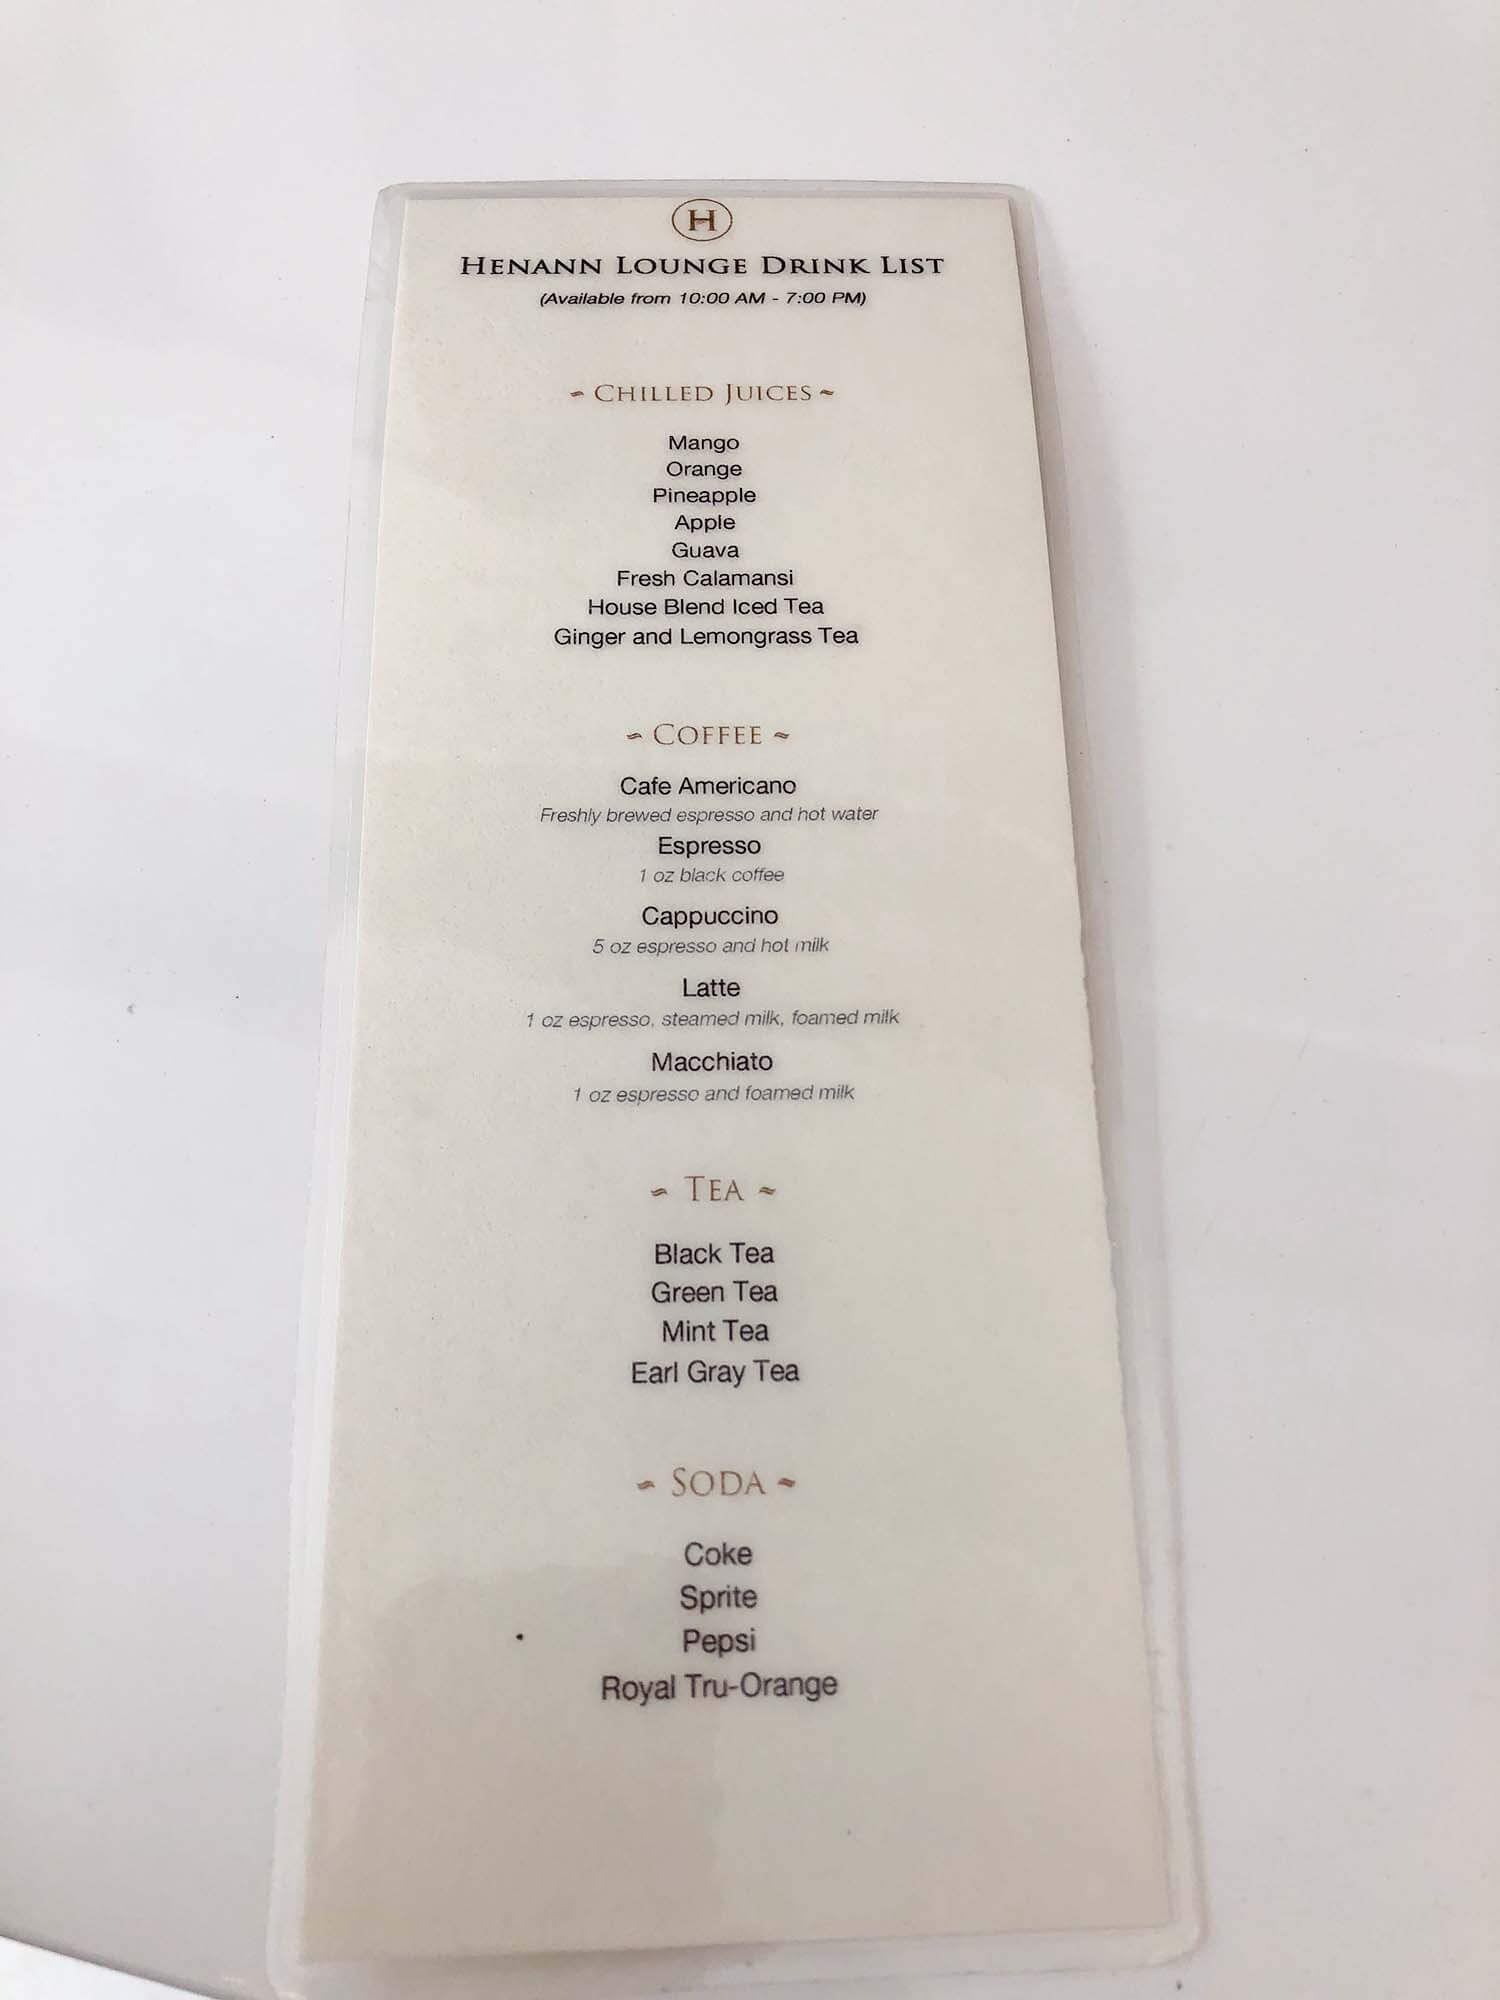 H
HENANN LOUNGE DRINK LIST
(Available from 10:00 AM - 7:00 PM)
~ CHILLED JUICES ~
Mango
Orange
Pineapple
Apple
Guava
Fresh Calamansi
House Blend Iced Tea
Ginger and Lemongrass Tea
~ COFFEE ~
Cafe Americano
Freshly brewed espresso and hot water
Espresso
1 oz black coffee
Cappuccino
5 oz espresso and hot milk
Latte
1 oz espresso, steamed milk, foamed milk
Macchiato
1 oz espresso and foamed milk
~ TEA ~
Black Tea
Green Tea
Mint Tea
Earl Gray Tea
~ SODA ~
Coke
Sprite
Pepsi
Royal Tru-Orange